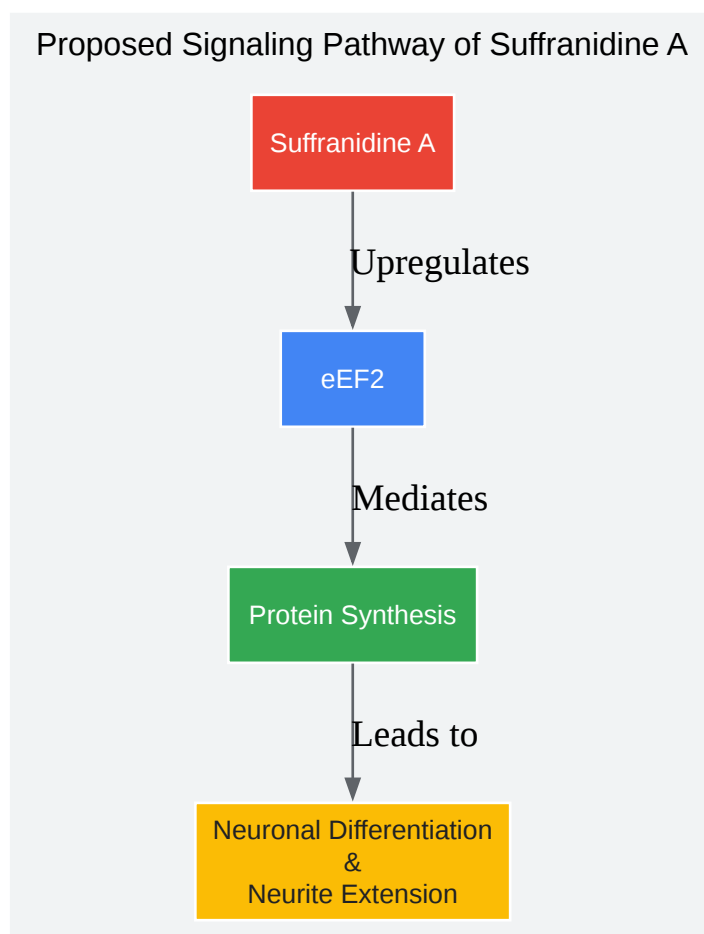 Proposed Signaling Pathway of Suffranidine A
Suffranidine A
Upregulates
eEF2
Mediates
Protein Synthesis
Leads to
Neuronal Differentiation
&
Neurite Extension